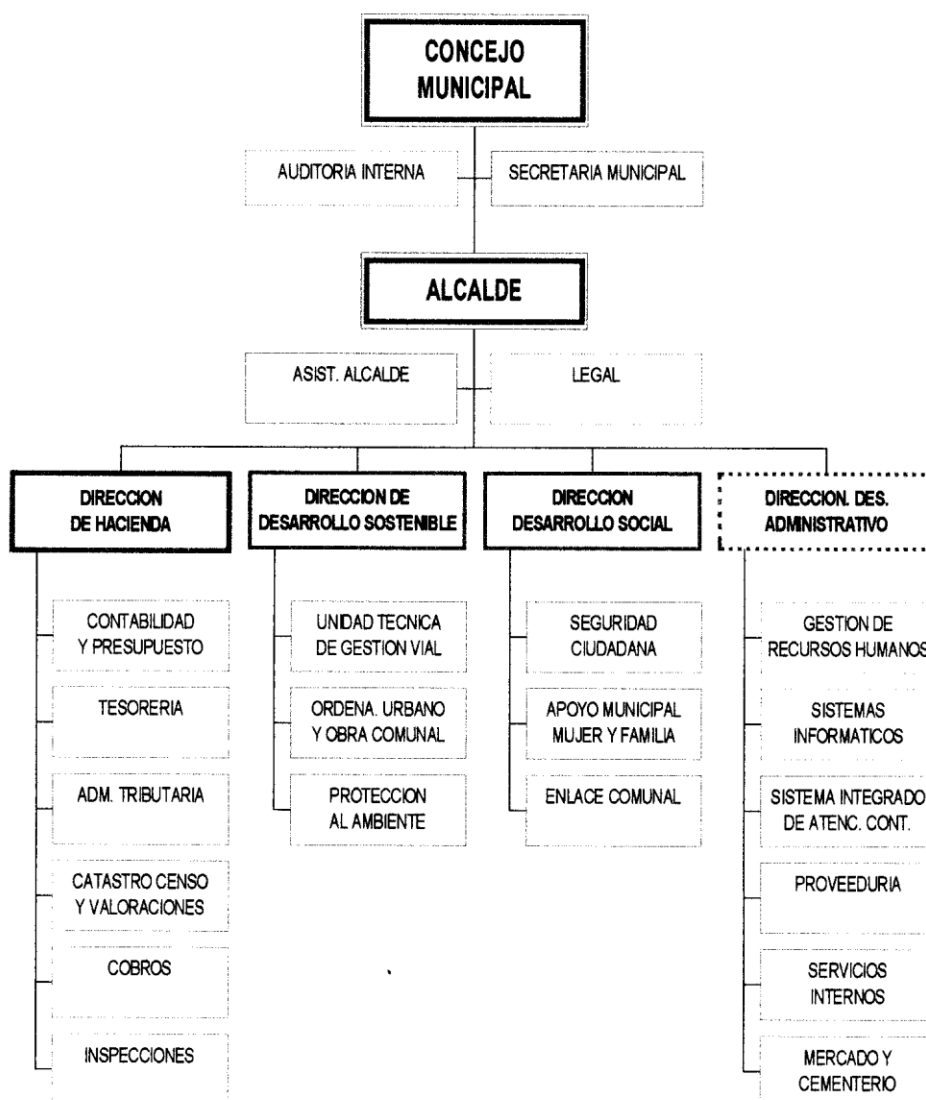 CONCEJO
MUNICIPAL
AUDITORIA INTERNA
SECRETARIA MUNICIPAL
ALCALDE
ASIST. ALCALDE
LEGAL
DIRECCION
DE HACIENDA
DIRECCION DE
DESARROLLO SOSTENIBLE
DIRECCION
DESARROLLO SOCIAL
DIRECCION. DES.
ADMINISTRATIVO
CONTABILIDAD
Y PRESUPUESTO
TESORERIA
ADM. TRIBUTARIA
CATASTRO CENSO
Y VALORACIONES
COBROS
INSPECCIONES
UNIDAD TECNICA
DE GESTION VIAL
ORDENA. URBANO
Y OBRA COMUNAL
PROTECCION
AL AMBIENTE
SEGURIDAD
CIUDADANA
APOYO MUNICIPAL
MUJER Y FAMILIA
ENLACE COMUNAL
GESTION DE
RECURSOS HUMANOS
SISTEMAS
INFORMATICOS
SISTEMA INTEGRADO
DE ATENC. CONT.
PROVEEDURIA
SERVICIOS
INTERNOS
MERCADO Y
CEMENTERIO